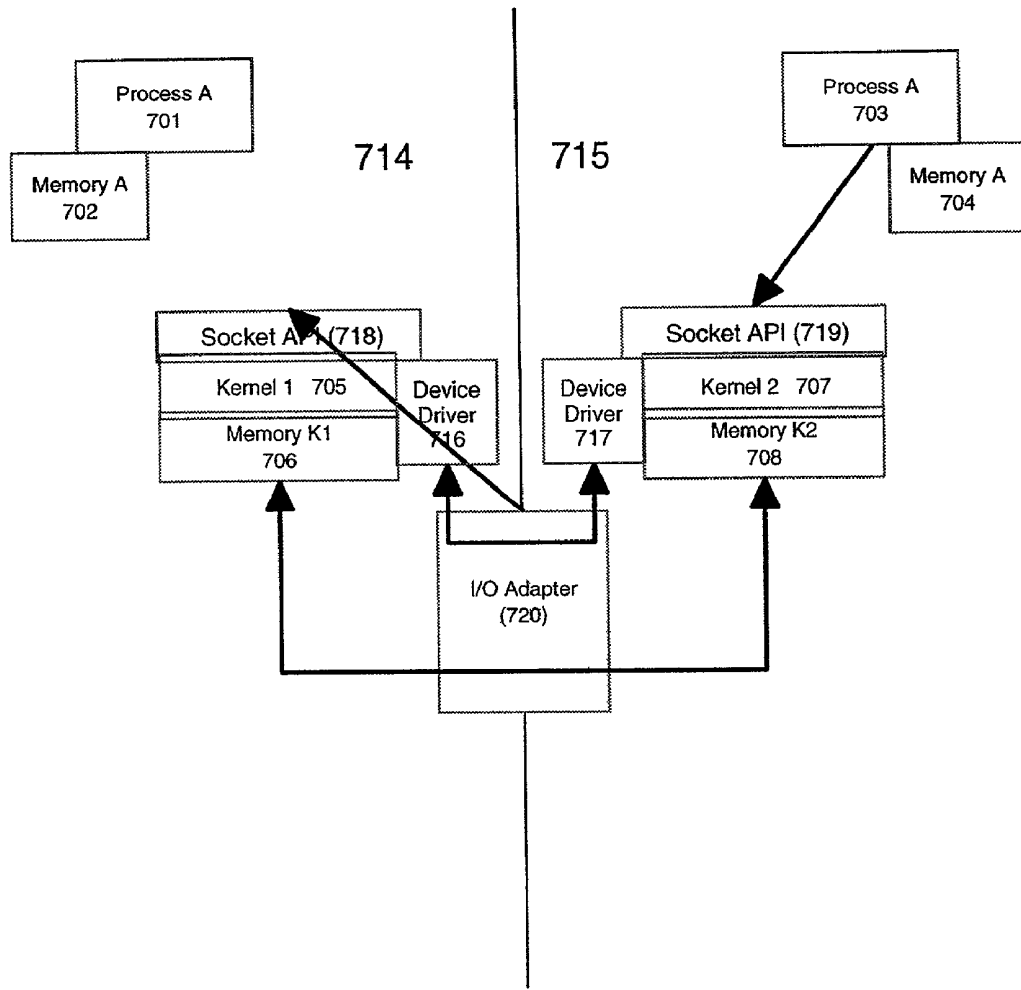 Process A
701
Memory A
702
714
715
Process A
703
Memory A
704
Socket API (718)
Kernel 1 705
Memory K1
706
Device
Driver
716
Socket API (719)
Device
Driver
717
Kernel 2 707
Memory K2
708
I/O Adapter
(720)